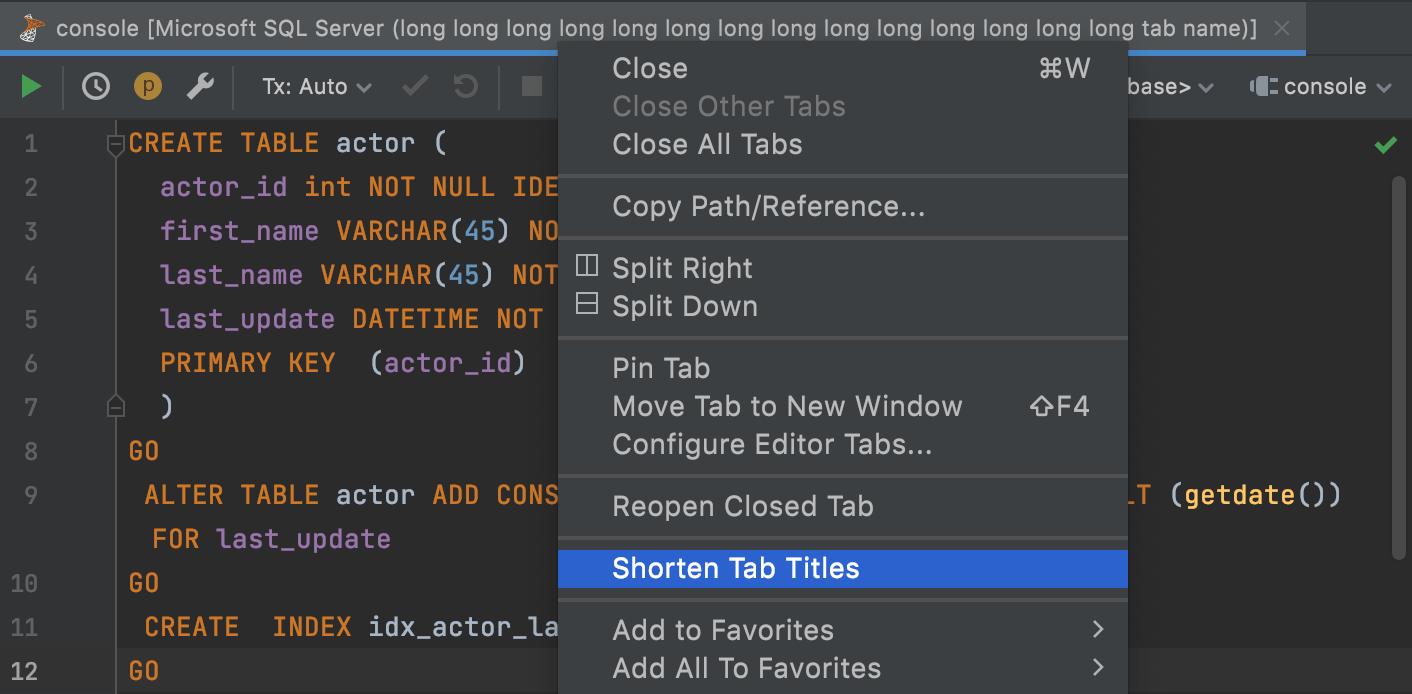 console [Microsoft SQL Server (long long long long long long long long long long long long long long tab name)]
p Tx: Auto base> console
Close ⌘W
Close Other Tabs
Close All Tabs
Copy Path/Reference...
Split Right
Split Down
Pin Tab
Move Tab to New Window ⇧F4
Configure Editor Tabs...
Reopen Closed Tab
Shorten Tab Titles
Add to Favorites
Add All To Favorites
1 CREATE TABLE actor (
2 actor_id int NOT NULL IDE
3 first_name VARCHAR(45) NO
4 last_name VARCHAR(45) NOT
5 last_update DATETIME NOT
6 PRIMARY KEY  (actor_id)
7 )
8 GO
9 ALTER TABLE actor ADD CONS LT (getdate())
FOR last_update
10 GO
11 CREATE  INDEX idx_actor_la
12 GO